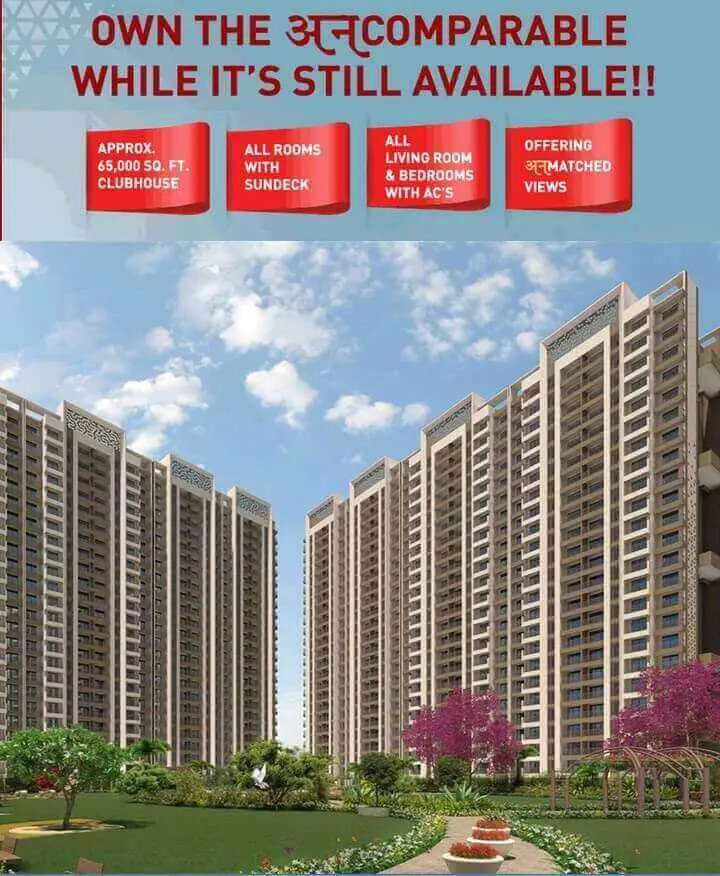 OWN THE अनCOMPARABLE
WHILE IT'S STILL AVAILABLE!!
APPROX.
65,000 SQ. FT.
CLUBHOUSE
ALL ROOMS
WITH
SUNDECK
ALL
LIVING ROOM
& BEDROOMS
WITH AC'S
OFFERING
अनMATCHED
VIEWS